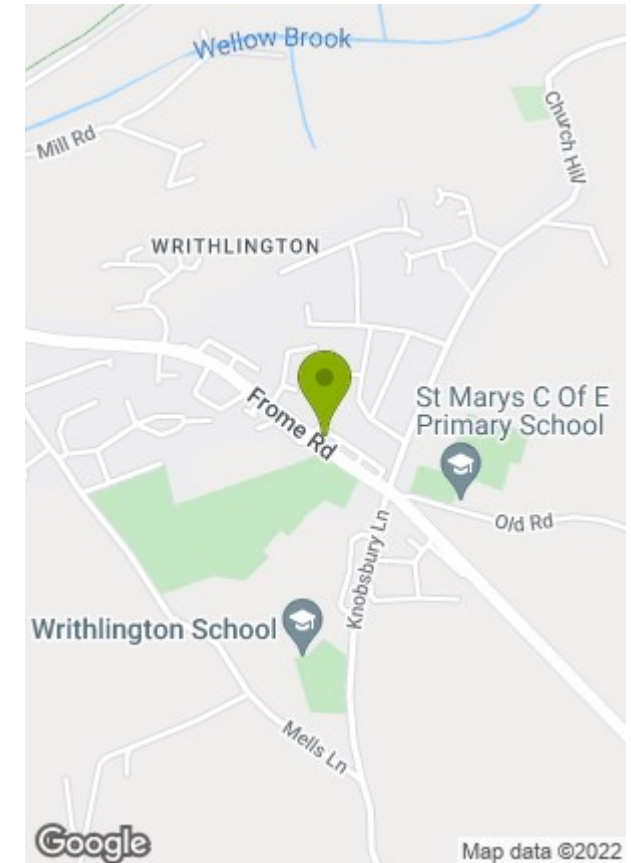 Wellow Brook
Mill Rd
Church Hill
WRITHLINGTON
Frome Rd
St Marys C Of E
Primary School
Old Rd
Knobsbury Ln
Writhlington School
Mells Ln
Google
Map data ©2022